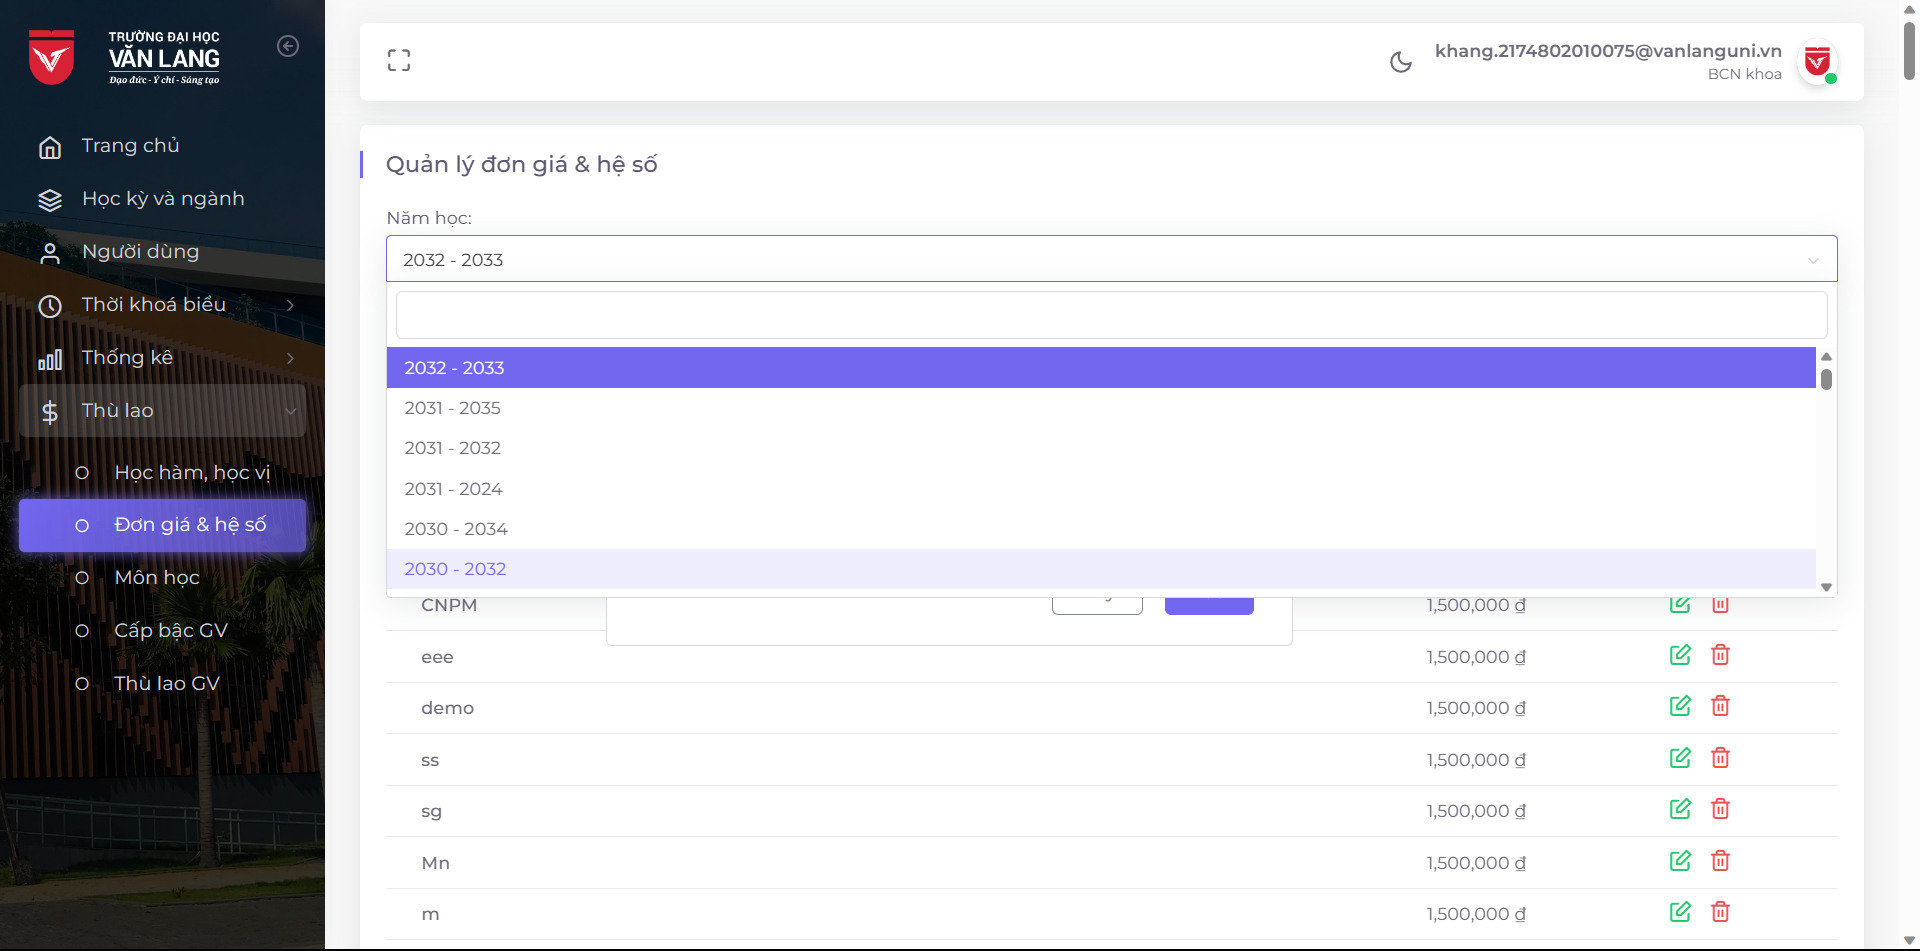 TRƯỜNG ĐẠI HỌC
VĂN LANG
Đạo đức - Ý chí - Sáng tạo
Trang chủ
Học kỳ và ngành
Người dùng
Thời khoá biểu
Thống kê
Thù lao
Học hàm, học vị
Đơn giá & hệ số
Môn học
Cấp bậc GV
Thù lao GV
khang.2174802010075@vanlanguni.vn
BCN khoa
Quản lý đơn giá & hệ số
Năm học:
2032 - 2033
2032 - 2033
2031 - 2035
2031 - 2032
2031 - 2024
2030 - 2034
2030 - 2032
CNPM 1,500,000 ₫
eee 1,500,000 ₫
demo 1,500,000 ₫
ss 1,500,000 ₫
sg 1,500,000 ₫
Mn 1,500,000 ₫
m 1,500,000 ₫